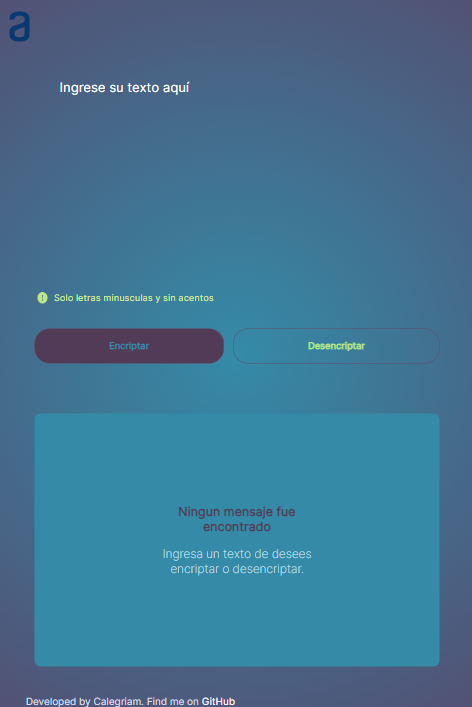 a
Ingrese su texto aquí
Solo letras minusculas y sin acentos
Encriptar
Desencriptar
Ningun mensaje fue
encontrado
Ingresa un texto de desees
encriptar o desencriptar.
Developed by Calegriam. Find me on GitHub